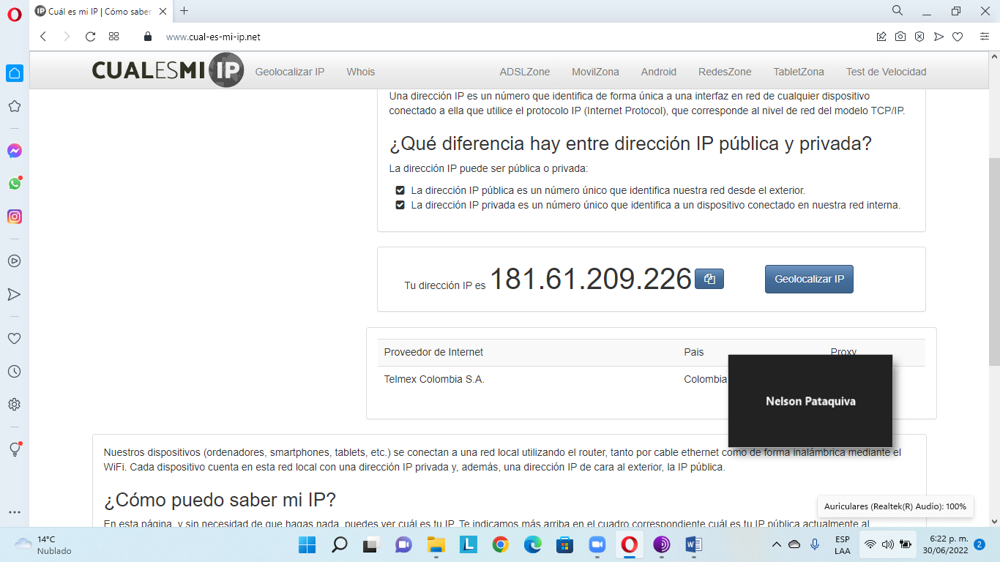 Cuál es mi IP | Cómo saber
www.cual-es-mi-ip.net
CUALESMI IP
Geolocalizar IP
Whois
ADSLZone
MovilZona
Android
RedesZone
TabletZona
Test de Velocidad
Una dirección IP es un número que identifica de forma única a una interfaz en red de cualquier dispositivo
conectado a ella que utilice el protocolo IP (Internet Protocol), que corresponde al nivel de red del modelo TCP/IP.
¿Qué diferencia hay entre dirección IP pública y privada?
La dirección IP puede ser pública o privada:
La dirección IP pública es un número único que identifica nuestra red desde el exterior.
La dirección IP privada es un número único que identifica a un dispositivo conectado en nuestra red interna.
Tu dirección IP es 181.61.209.226
Geolocalizar IP
Proveedor de Internet
Pais
Proxy
Telmex Colombia S.A.
Colombia
Nelson Pataquiva
Nuestros dispositivos (ordenadores, smartphones, tablets, etc.) se conectan a una red local utilizando el router, tanto por cable ethernet como de forma inalámbrica mediante el
WiFi. Cada dispositivo cuenta en esta red local con una dirección IP privada y, además, una dirección IP de cara al exterior, la IP pública.
¿Cómo puedo saber mi IP?
En esta página, y sin necesidad de que hagas nada, puedes ver cuál es tu IP. Te indicamos más arriba en el cuadro correspondiente cuál es tu IP pública actualmente al
Auriculares (Realtek(R) Audio): 100%
14°C
Nublado
ESP
LAA
6:22 p. m.
30/06/2022
2